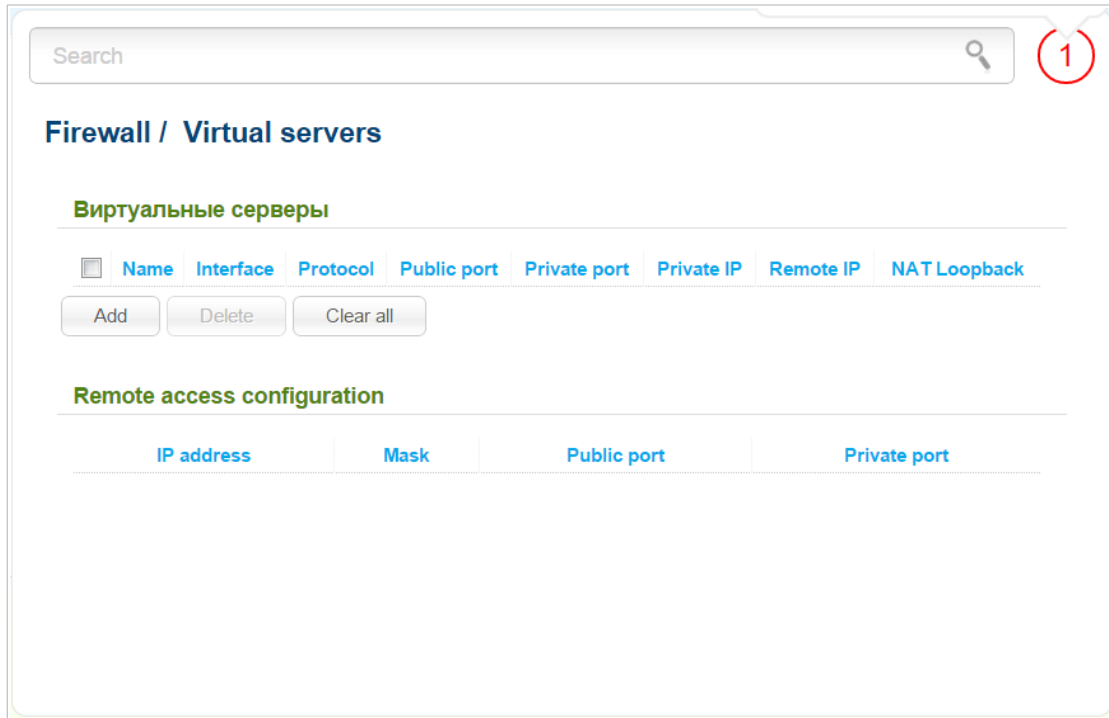 Search
1
Firewall / Virtual servers
Виртуальные серверы
Name Interface Protocol Public port Private port Private IP Remote IP NAT Loopback
Add Delete Clear all
Remote access configuration
IP address Mask Public port Private port